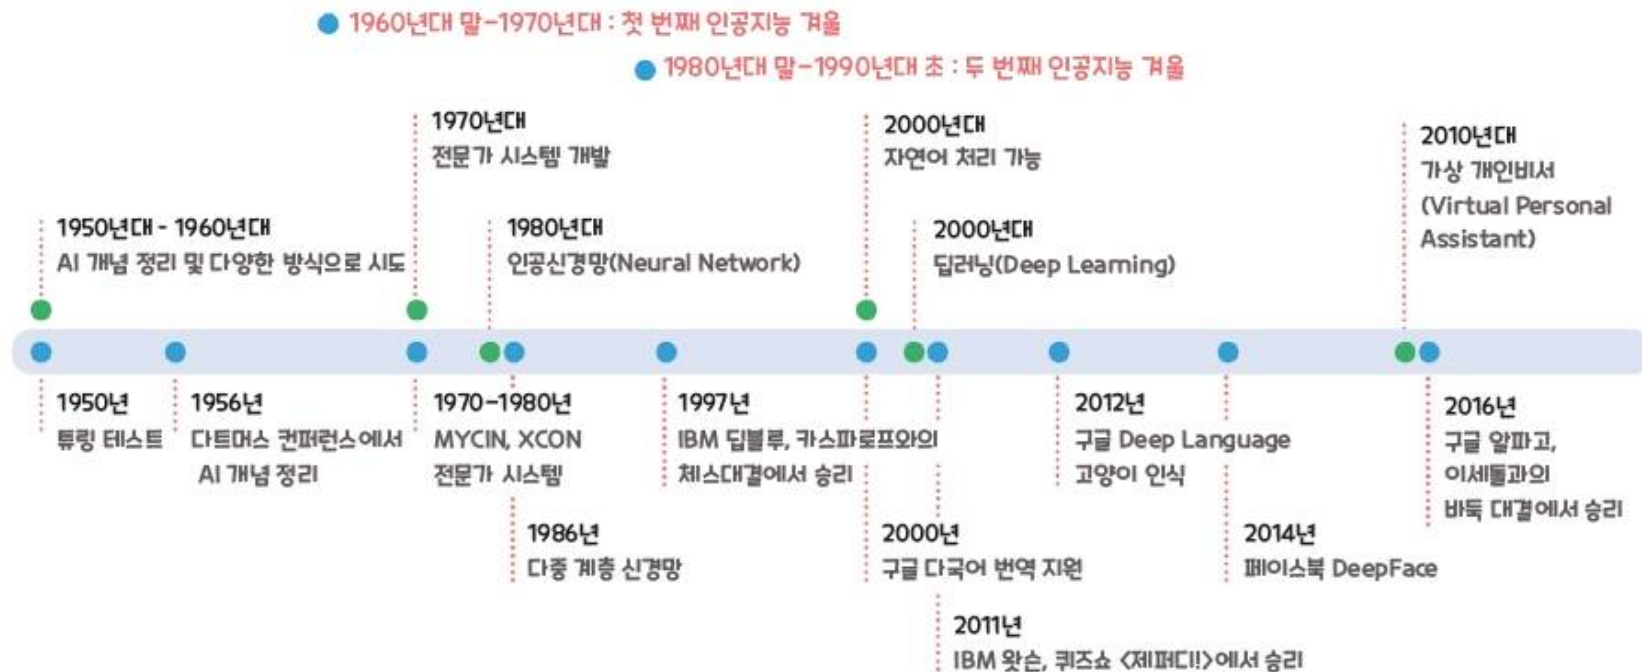 1960년대 말-1970년대 : 첫 번째 인공지능 겨울
1980년대 말-1990년대 초 : 두 번째 인공지능 겨울
1970년대
전문가 시스템 개발
2000년대
자연어 처리 가능
2010년대
가상 개인비서
(Virtual Personal
Assistant)
1950년대 - 1960년대
AI 개념 정리 및 다양한 방식으로 시도
1980년대
인공신경망(Neural Network)
2000년대
딥러닝(Deep Learning)
1950년
튜링 테스트
1956년
다트머스 컨퍼런스에서
AI 개념 정리
1970-1980년
MYCIN, XCON
전문가 시스템
1997년
IBM 딥블루, 카스파로프와의
체스대결에서 승리
2012년
구글 Deep Language
고양이 인식
2016년
구글 알파고,
이세돌과의
바둑 대결에서 승리
1986년
다중 계층 신경망
2000년
구글 다국어 번역 지원
2014년
페이스북 DeepFace
2011년
IBM 왓슨, 퀴즈쇼 <제퍼디!>에서 승리